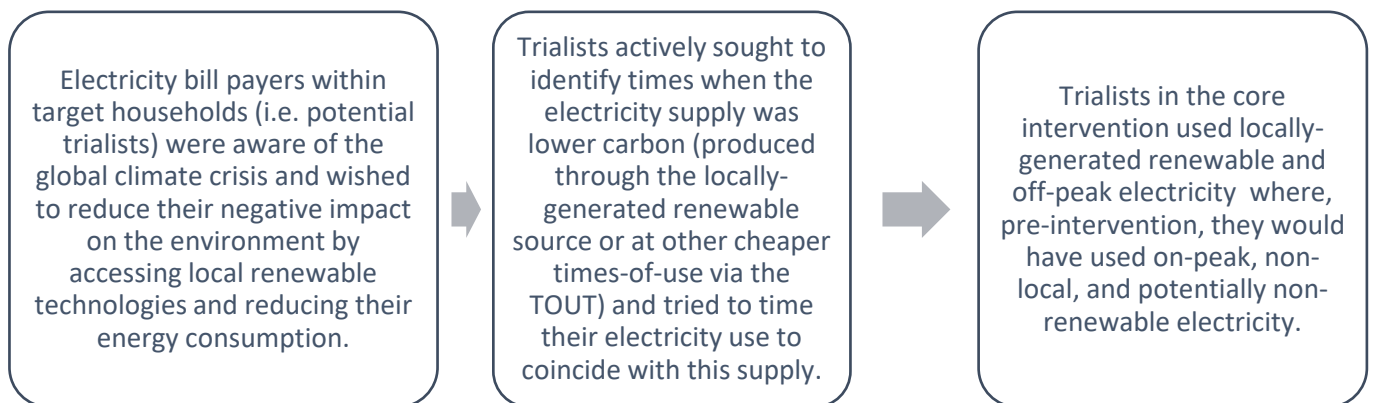 Electricity bill payers within
target households (i.e. potential
trialists) were aware of the
global climate crisis and wished
to reduce their negative impact
on the environment by
accessing local renewable
technologies and reducing their
energy consumption.
Trialists actively sought to
identify times when the
electricity supply was
lower carbon (produced
through the locally-
generated renewable
source or at other cheaper
times-of-use via the
TOUT) and tried to time
their electricity use to
coincide with this supply.
Trialists in the core
intervention used locally-
generated renewable and
off-peak electricity where,
pre-intervention, they would
have used on-peak, non-
local, and potentially non-
renewable electricity.